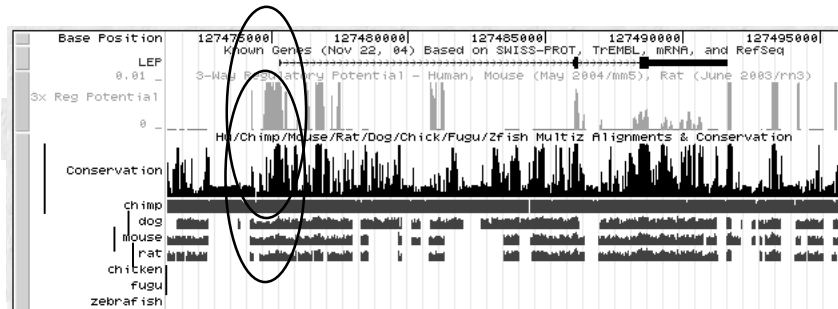 Base Position 127475000 127480000 127485000 127490000 127495000
Known Genes (Nov 22, 04) Based on SWISS-PROT, TrEMBL, mRNA, and RefSeq
LEP
0.01 3-Way Regulatory Potential - Human, Mouse (May 2004/mm5), Rat (June 2003/rn3)
3x Reg Potential
0
Hu/Chimp/Mouse/Rat/Dog/Chick/Fugu/Zfish Multiz Alignments & Conservation
Conservation
chimp
dog
mouse
rat
chicken
fugu
zebrafish